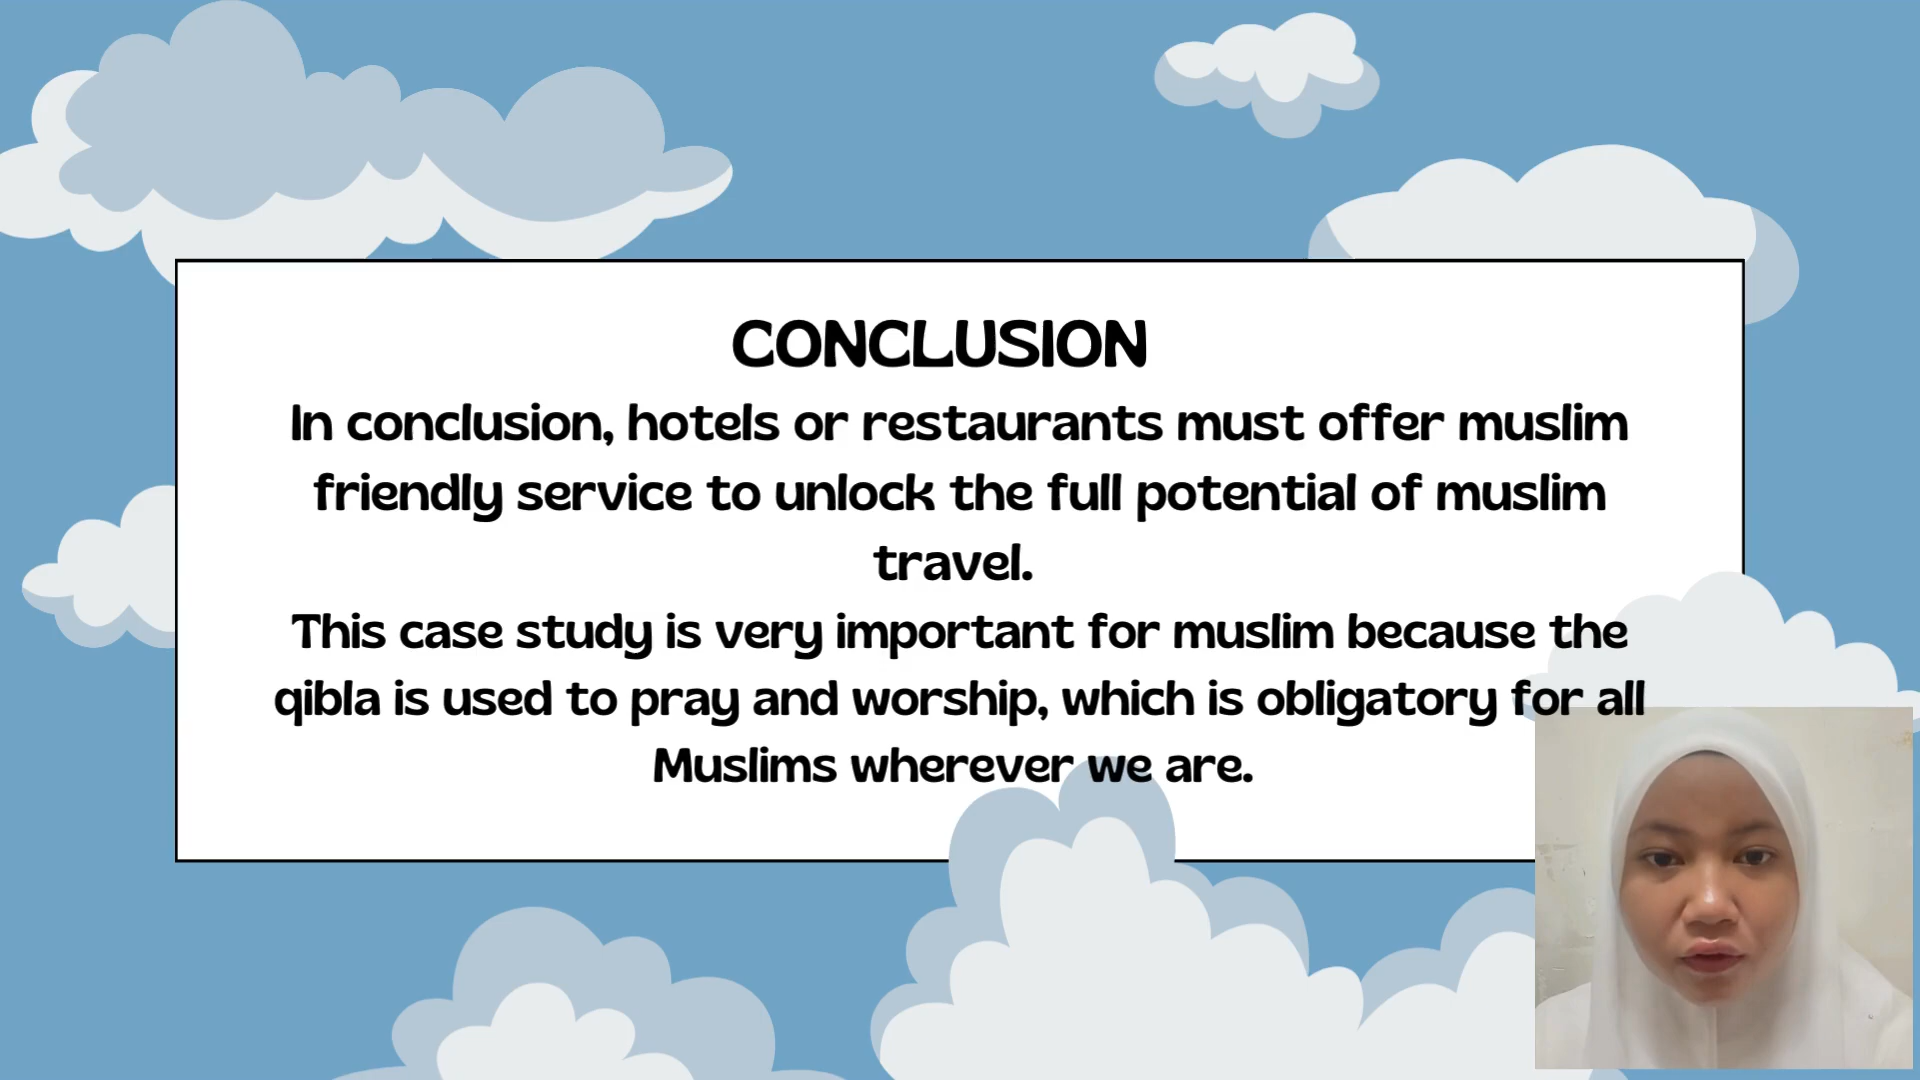 CONCLUSION
In conclusion, hotels or restaurants must offer muslim
friendly service to unlock the full potential of muslim
travel.
This case study is very important for muslim because the
qibla is used to pray and worship, which is obligatory for all
Muslims wherever we are.